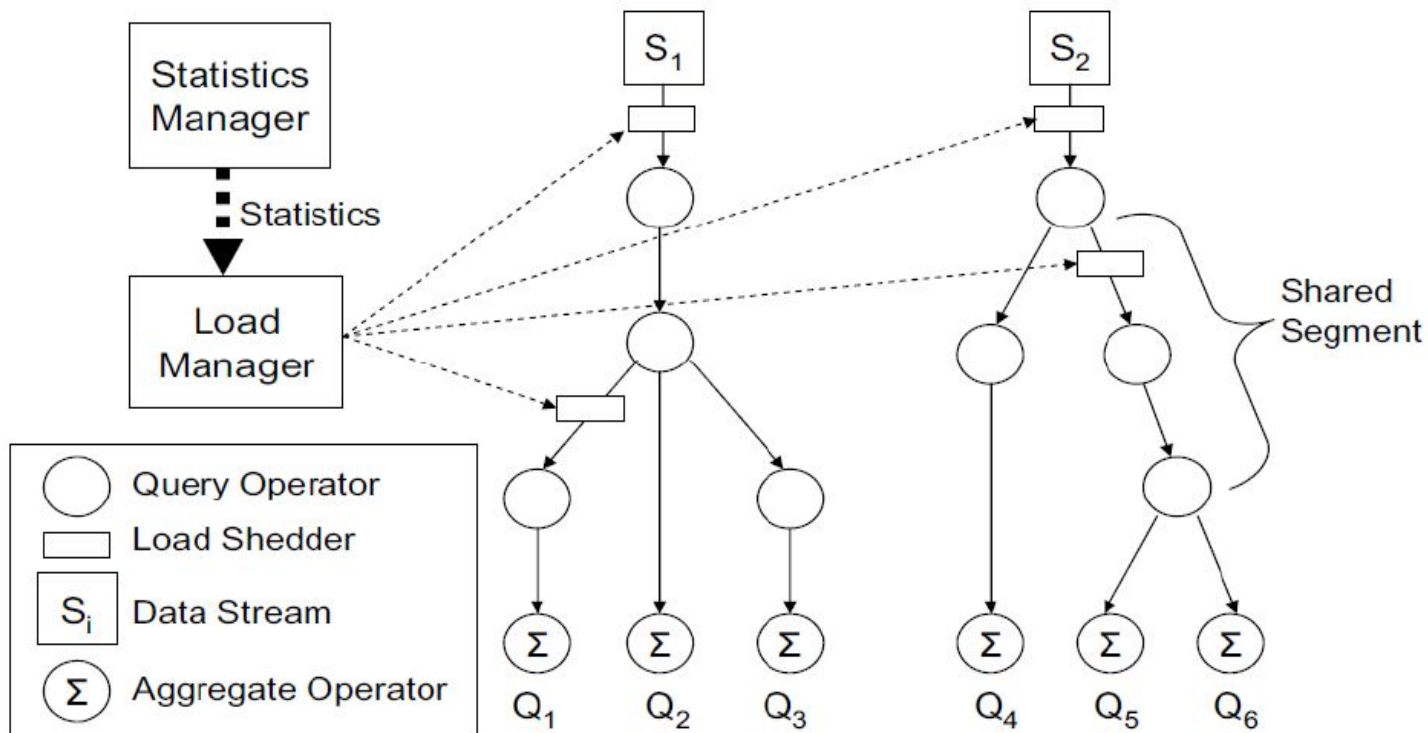 Statistics
Manager
Statistics
Load
Manager
S₁
S₂
Shared
Segment
Query Operator
Load Shedder
Sᵢ
Data Stream
Σ
Aggregate Operator
Σ
Σ
Σ
Σ
Σ
Σ
Q₁
Q₂
Q₃
Q₄
Q₅
Q₆